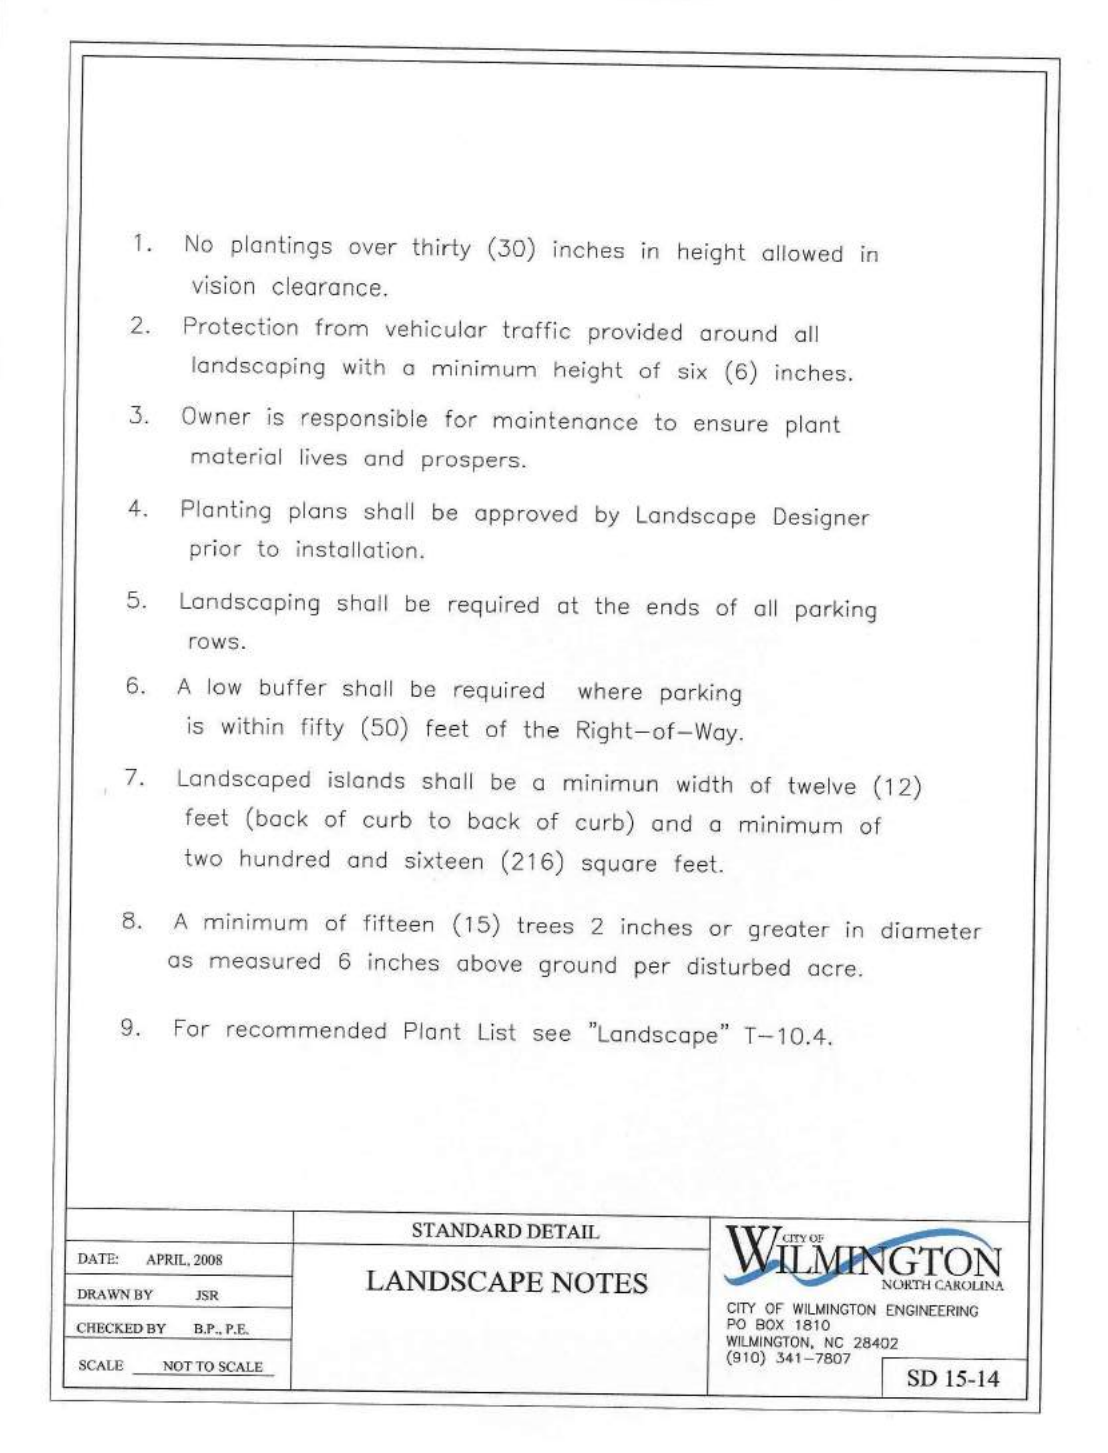 1. No plantings over thirty (30) inches in height allowed in
vision clearance.
2. Protection from vehicular traffic provided around all
landscaping with a minimum height of six (6) inches.
3. Owner is responsible for maintenance to ensure plant
material lives and prospers.
4. Planting plans shall be approved by Landscape Designer
prior to installation.
5. Landscaping shall be required at the ends of all parking
rows.
6. A low buffer shall be required where parking
is within fifty (50) feet of the Right-of-Way.
7. Landscaped islands shall be a minimun width of twelve (12)
feet (back of curb to back of curb) and a minimum of
two hundred and sixteen (216) square feet.
8. A minimum of fifteen (15) trees 2 inches or greater in diameter
as measured 6 inches above ground per disturbed acre.
9. For recommended Plant List see "Landscape" T-10.4.
DATE: APRIL, 2008
DRAWN BY JSR
CHECKED BY B.P., P.E.
SCALE NOT TO SCALE
STANDARD DETAIL
LANDSCAPE NOTES
CITY OF
WILMINGTON
NORTH CAROLINA
CITY OF WILMINGTON ENGINEERING
PO BOX 1810
WILMINGTON, NC 28402
(910) 341-7807
SD 15-14